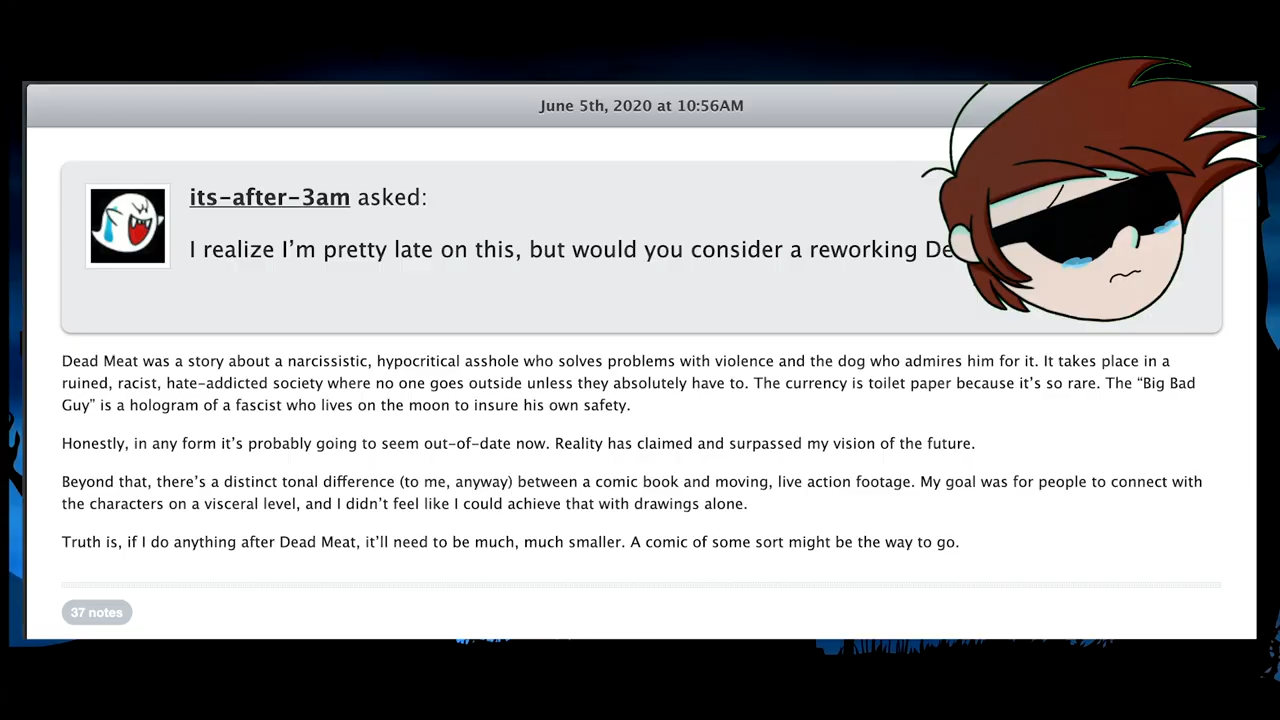 June 5th, 2020 at 10:56AM
its-after-3am asked:
I realize I’m pretty late on this, but would you consider a reworking
Dead Meat was a story about a narcissistic, hypocritical asshole who solves problems with violence and the dog who admires him for it. It takes place in a
ruined, racist, hate-addicted society where no one goes outside unless they absolutely have to. The currency is toilet paper because it’s so rare. The “Big Bad
Guy” is a hologram of a fascist who lives on the moon to insure his own safety.
Honestly, in any form it’s probably going to seem out-of-date now. Reality has claimed and surpassed my vision of the future.
Beyond that, there’s a distinct tonal difference (to me, anyway) between a comic book and moving, live action footage. My goal was for people to connect with
the characters on a visceral level, and I didn’t feel like I could achieve that with drawings alone.
Truth is, if I do anything after Dead Meat, it’ll need to be much, much smaller. A comic of some sort might be the way to go.
37 notes